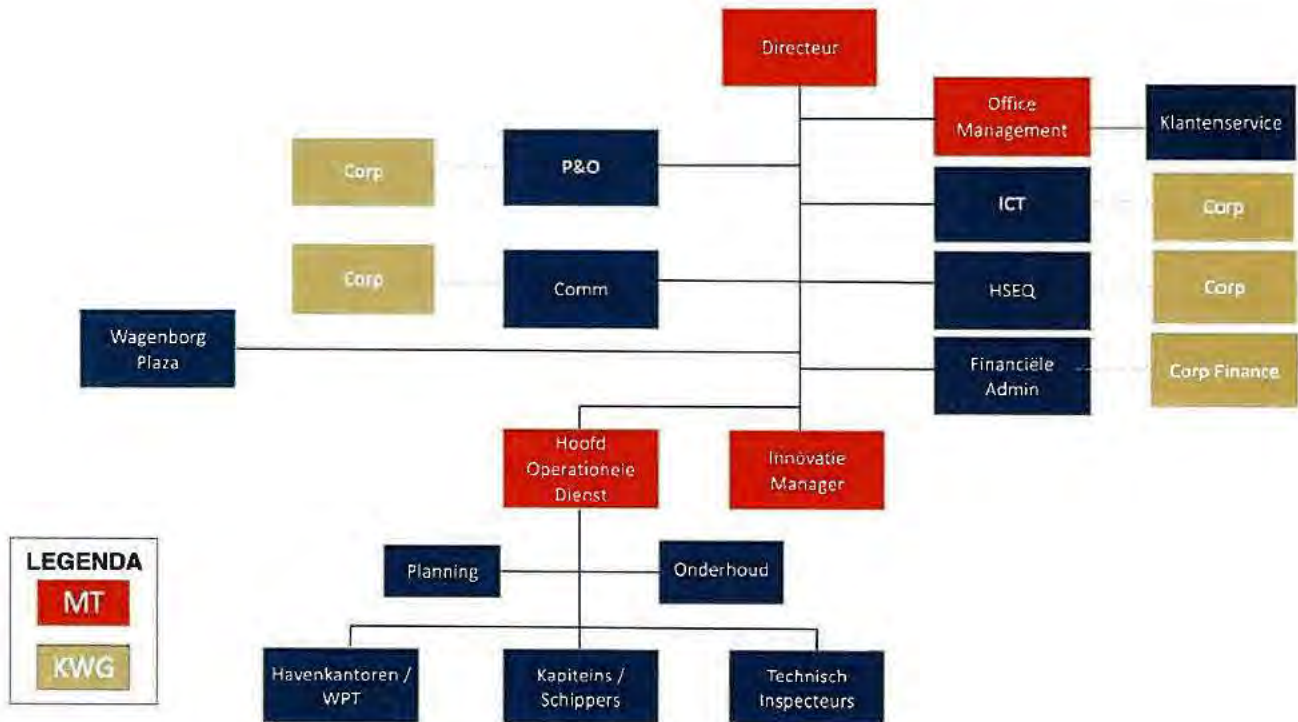 Directeur
Office
Management
Klantenservice
Corp
P&O
ICT
Corp
Corp
Comm
HSEQ
Corp
Wagenborg
Plaza
Financiële
Admin
Corp Finance
Hoofd
Operationele
Dienst
Innovatie
Manager
LEGENDA
MT
KWG
Planning
Onderhoud
Havenkantoren /
WPT
Kapiteins /
Schippers
Technisch
Inspecteurs